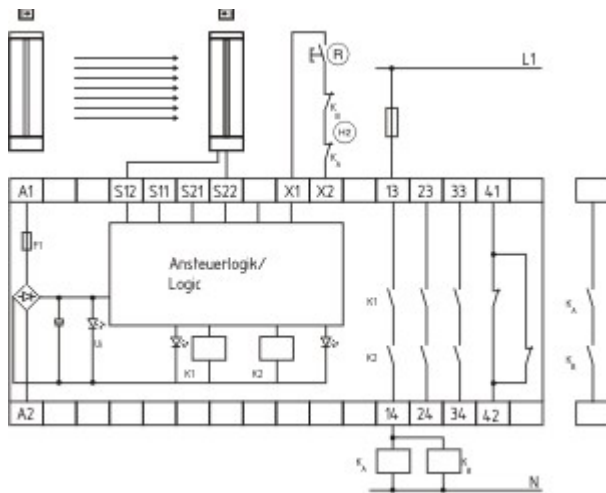 R
L1
K_B
H2
K_A
A1 S12 S11 S21 S22 X1 X2 13 23 33 41
F1
Ansteuerlogik/
Logic
K1
K_A
K1 K2
K2
K_B
A2 14 24 34 42
K_A K_B
N